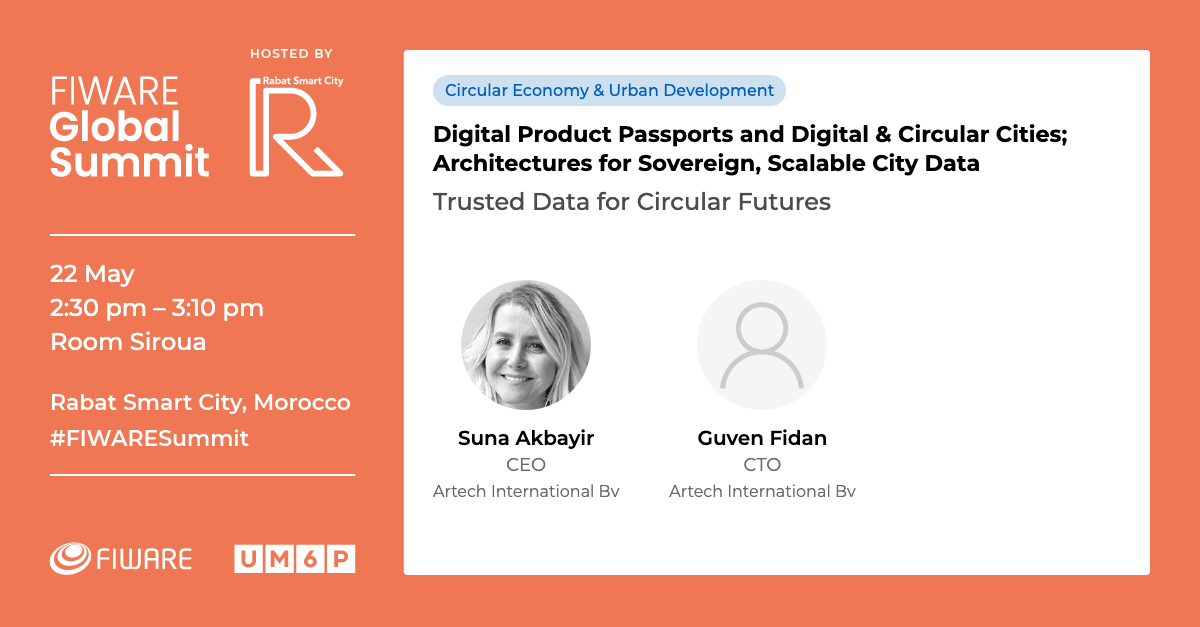 HOSTED BY
FIWARE
Global
Summit
Rabat Smart City
R
22 May
2:30 pm – 3:10 pm
Room Siroua
Rabat Smart City, Morocco
#FIWARESummit
FIWARE
UM6P
Circular Economy & Urban Development
Digital Product Passports and Digital & Circular Cities;
Architectures for Sovereign, Scalable City Data
Trusted Data for Circular Futures
Suna Akbayir
CEO
Artech International Bv
Guven Fidan
CTO
Artech International Bv